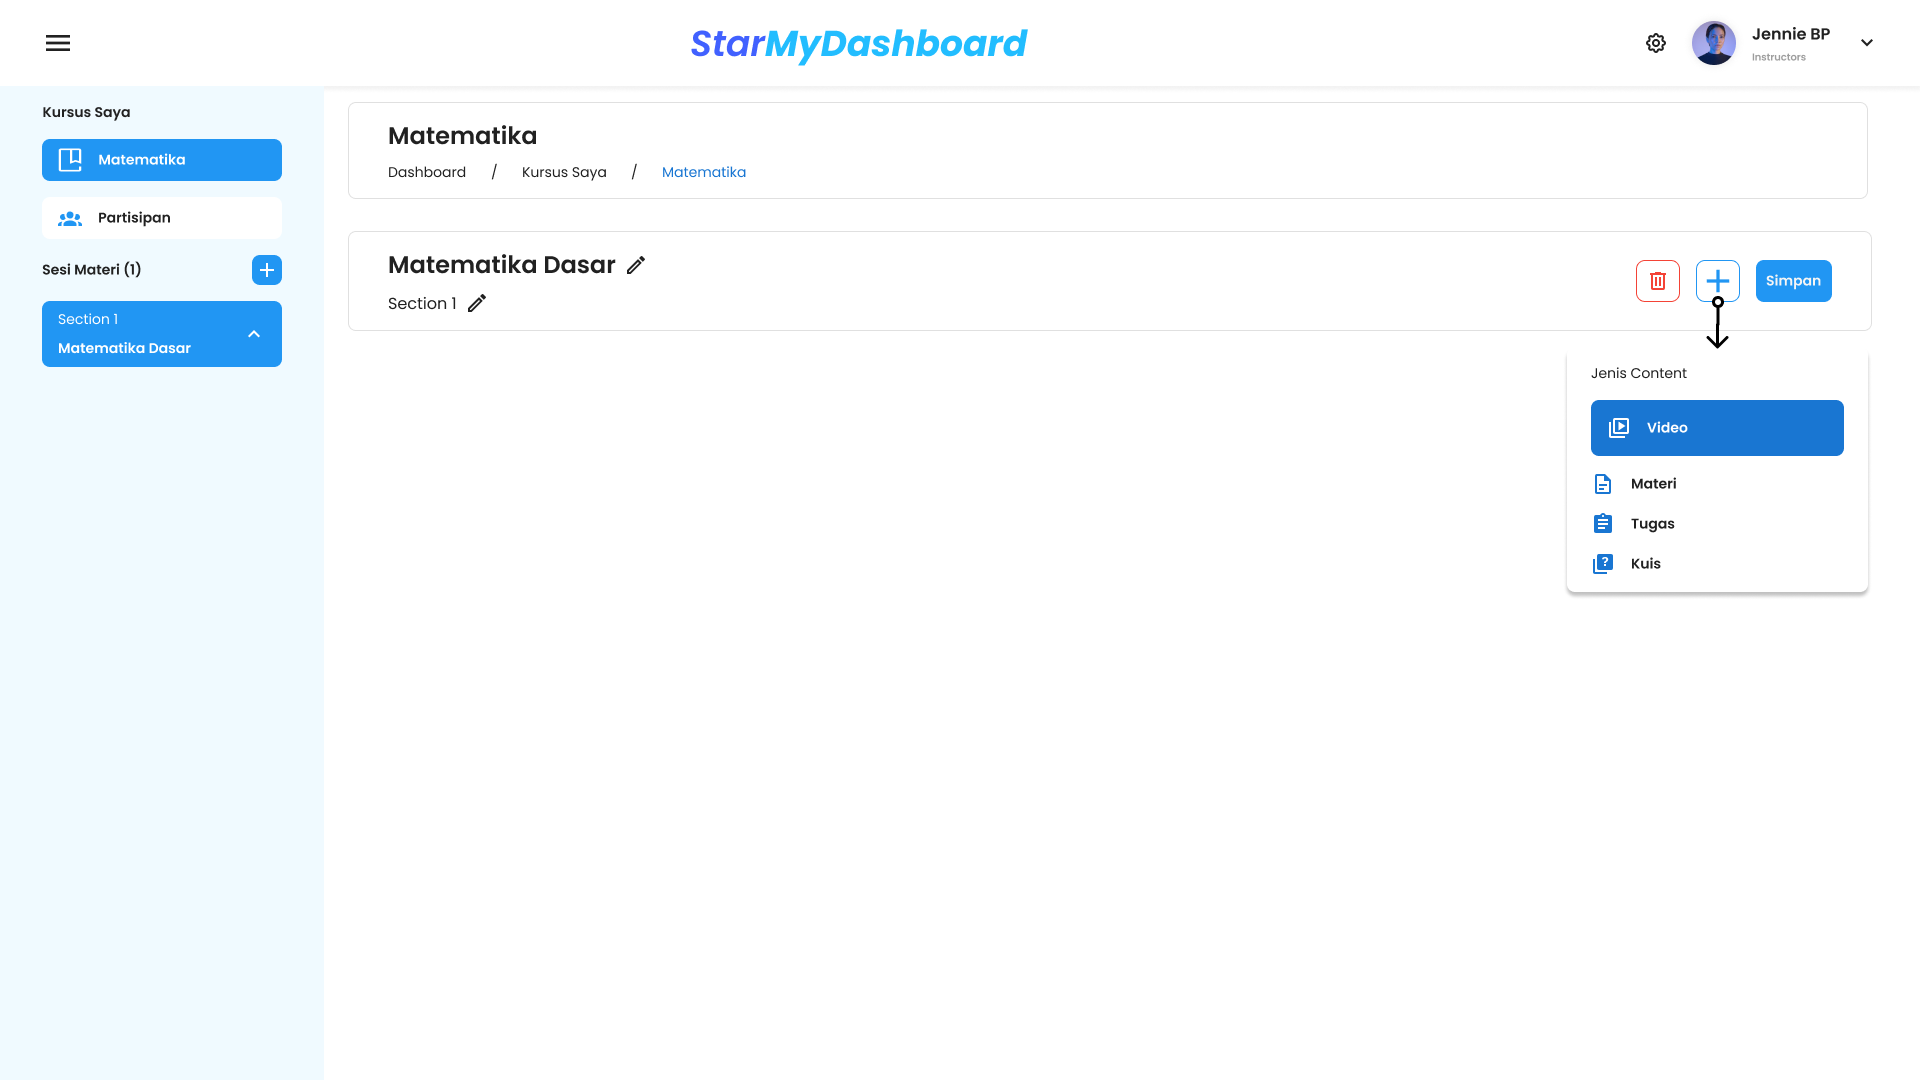 StarMyDashboard
Jennie BP
Instructors
Kursus Saya
Matematika
Partisipan
Sesi Materi (1)
Section 1
Matematika Dasar
Matematika
Dashboard / Kursus Saya / Matematika
Matematika Dasar
Section 1
Simpan
Jenis Content
Video
Materi
Tugas
Kuis